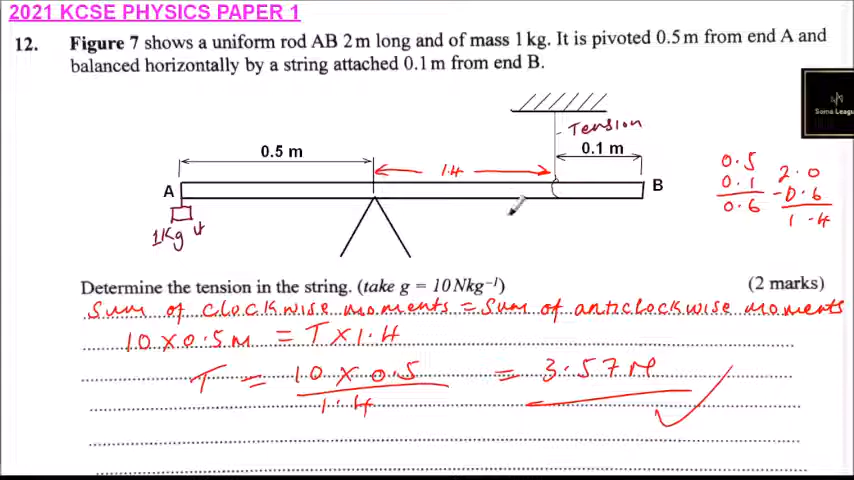 2021 KCSE PHYSICS PAPER 1
12. Figure 7 shows a uniform rod AB 2 m long and of mass 1 kg. It is pivoted 0.5 m from end A and
balanced horizontally by a string attached 0.1 m from end B.
Soma League
Tension
0.5 m
0.1 m
1.4
A
B
1Kg
0.5
0.1
0.6
2.0
-0.6
1.4
Determine the tension in the string. (take g = 10 Nkg⁻¹) (2 marks)
Sum of clockwise moments = Sum of anticlockwise moments
10 x 0.5M = T x 1.4
T = 10 x 0.5 = 3.57N
1.4